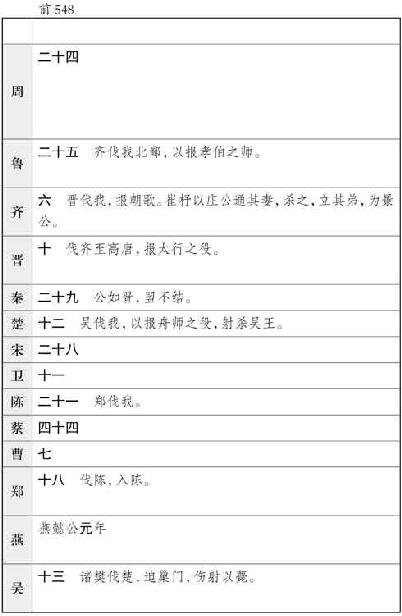 前548
周 二十四
鲁 二十五 齐伐我北鄙，以报孝伯之师。
齐 六 晋伐我，报朝歌。崔杼以庄公通其妻，杀之，立其弟，为景
公。
晋 十 伐齐至高唐，报太行之役。
秦 二十九 公如晋，盟不结。
楚 十二 吴伐我，以报舟师之役，射杀吴王。
宋 二十八
卫 十一
陈 二十一 郑伐我。
蔡 四十四
曹 七
郑 十八 伐陈，入陈。
燕 燕懿公元年
吴 十三 诸樊伐楚，迫巢门，伤射以薨。